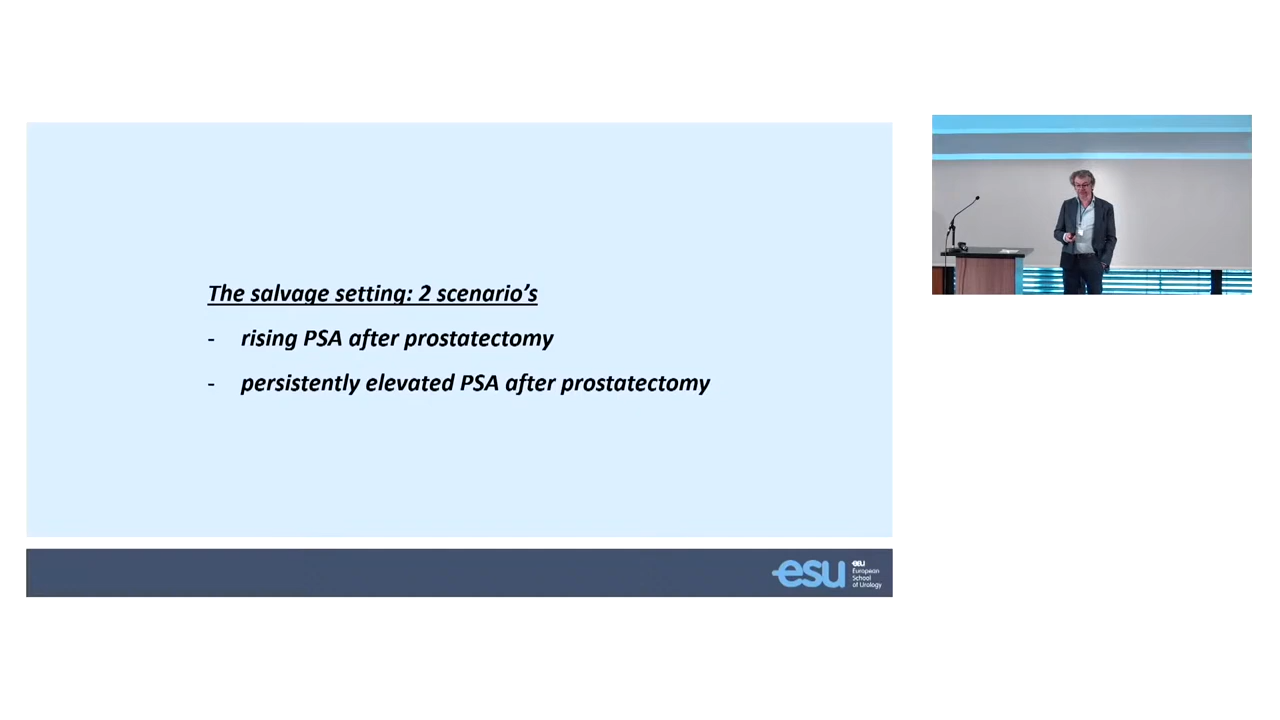 The salvage setting: 2 scenario's
- rising PSA after prostatectomy
- persistently elevated PSA after prostatectomy
esu
eau
European
School
of Urology